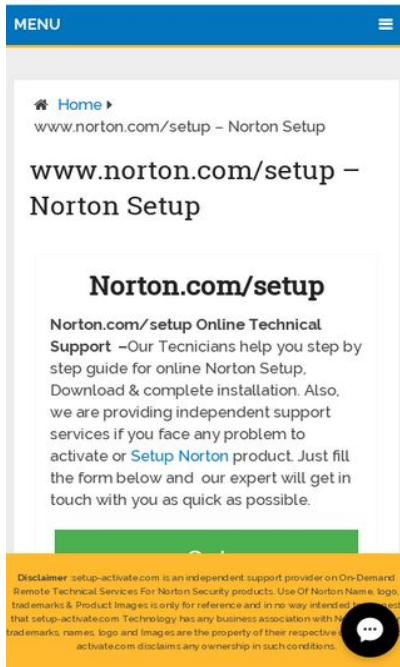 MENU
Home
www.norton.com/setup – Norton Setup
www.norton.com/setup –
Norton Setup
Norton.com/setup
Norton.com/setup Online Technical
Support –Our Tecnicians help you step by
step guide for online Norton Setup,
Download & complete installation. Also,
we are providing independent support
services if you face any problem to
activate or Setup Norton product. Just fill
the form below and our expert will get in
touch with you as quick as possible.
Disclaimer :setup-activate.com is an independent support provider on On-Demand
Remote Technical Services For Norton Security products. Use Of Norton Name, logo,
trademarks & Product Images is only for reference and in no way intended to
that setup-activate.com Technology has any business association with
trademarks, names, logo and Images are the property of their respective
activate.com disclaims any ownership in such conditions.